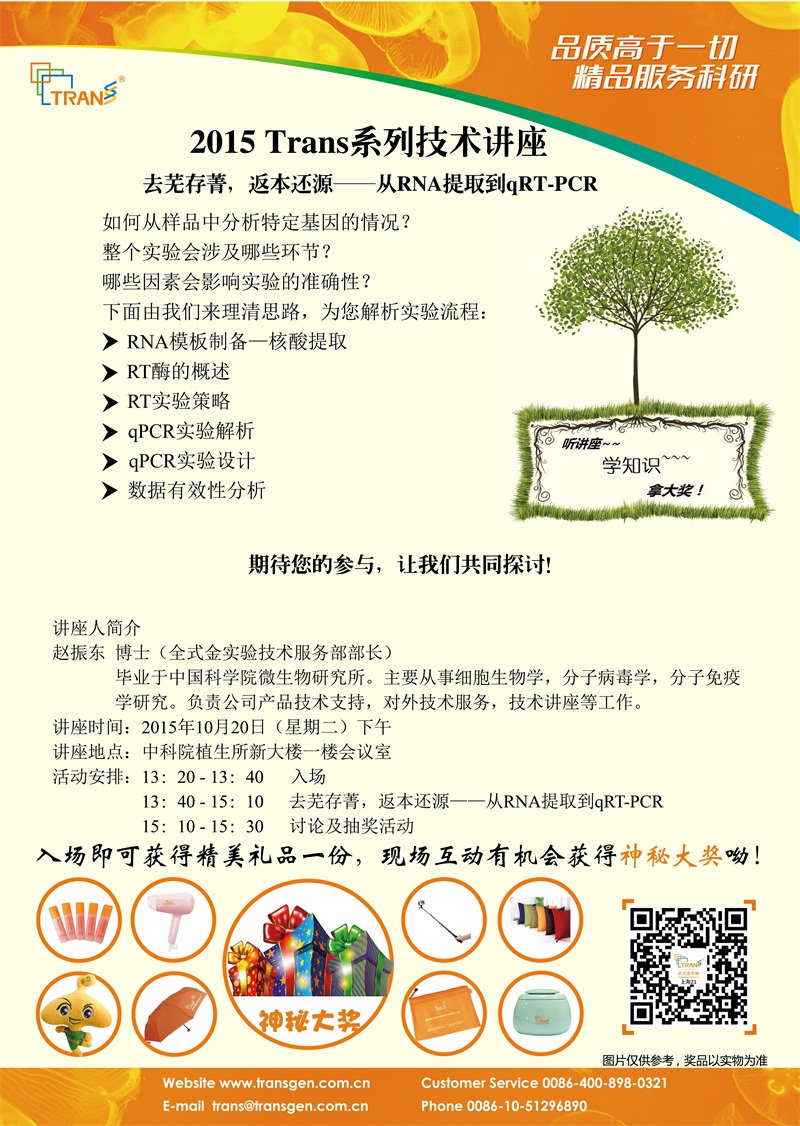 品质高于一切
精品服务科研
TRANS®
2015 Trans系列技术讲座
去芜存菁，返本还源——从RNA提取到qRT-PCR
如何从样品中分析特定基因的情况？
整个实验会涉及哪些环节？
哪些因素会影响实验的准确性？
下面由我们来理清思路，为您解析实验流程：
➤ RNA模板制备—核酸提取
➤ RT酶的概述
➤ RT实验策略
➤ qPCR实验解析
➤ qPCR实验设计
➤ 数据有效性分析
听讲座~~
学知识~~~
拿大奖！
期待您的参与，让我们共同探讨!
讲座人简介
赵振东 博士（全式金实验技术服务部部长）
毕业于中国科学院微生物研究所。主要从事细胞生物学，分子病毒学，分子免疫
学研究。负责公司产品技术支持，对外技术服务，技术讲座等工作。
讲座时间：2015年10月20日（星期二）下午
讲座地点：中科院植生所新大楼一楼会议室
活动安排：13：20 - 13：40 入场
13：40 - 15：10 去芜存菁，返本还源——从RNA提取到qRT-PCR
15：10 - 15：30 讨论及抽奖活动
入场即可获得精美礼品一份，现场互动有机会获得神秘大奖呦！
神秘大奖
TRANS
上海21
图片仅供参考，奖品以实物为准
Website www.transgen.com.cn
Customer Service 0086-400-898-0321
E-mail trans@transgen.com.cn
Phone 0086-10-51296890